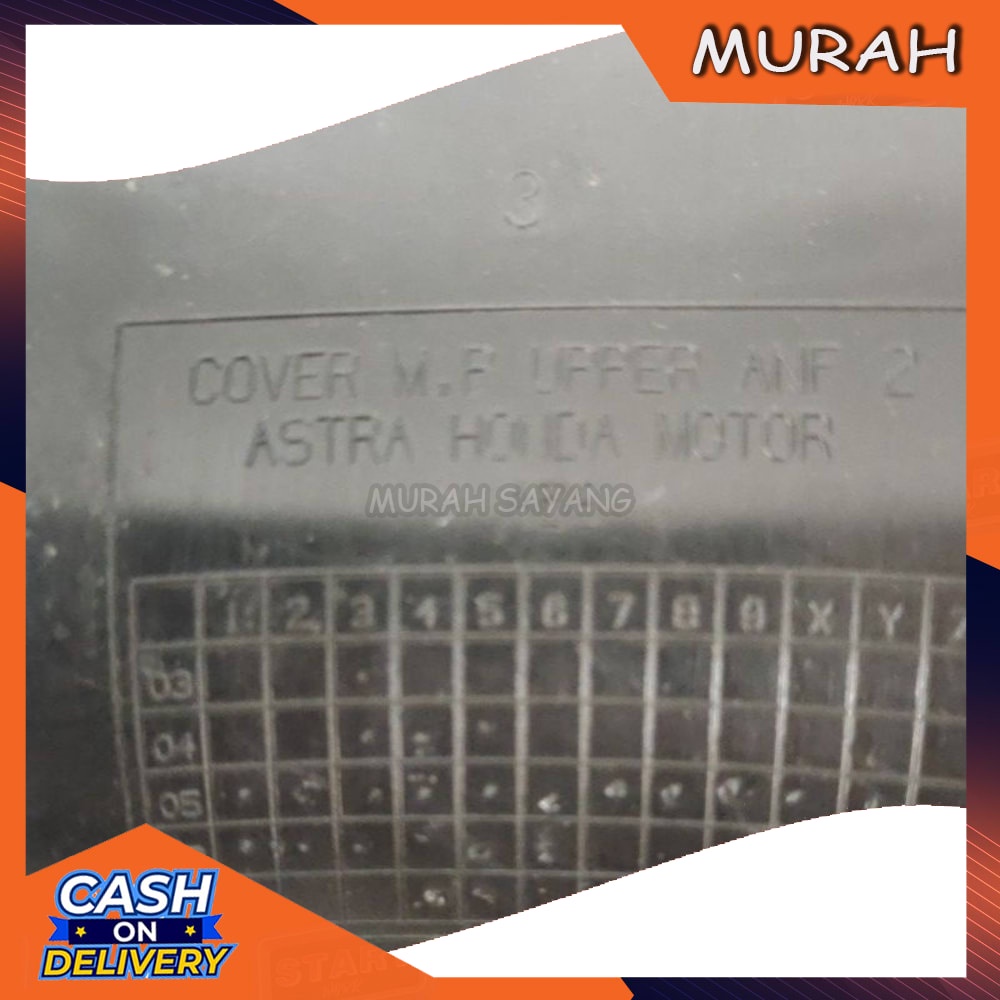 MURAH
3
COVER M.F UPPER ANF 2
ASTRA HONDA MOTOR
MURAH SAYANG
1 2 3 4 5 6 7 8 9 X Y
03
04
05
CASH
ON
DELIVERY